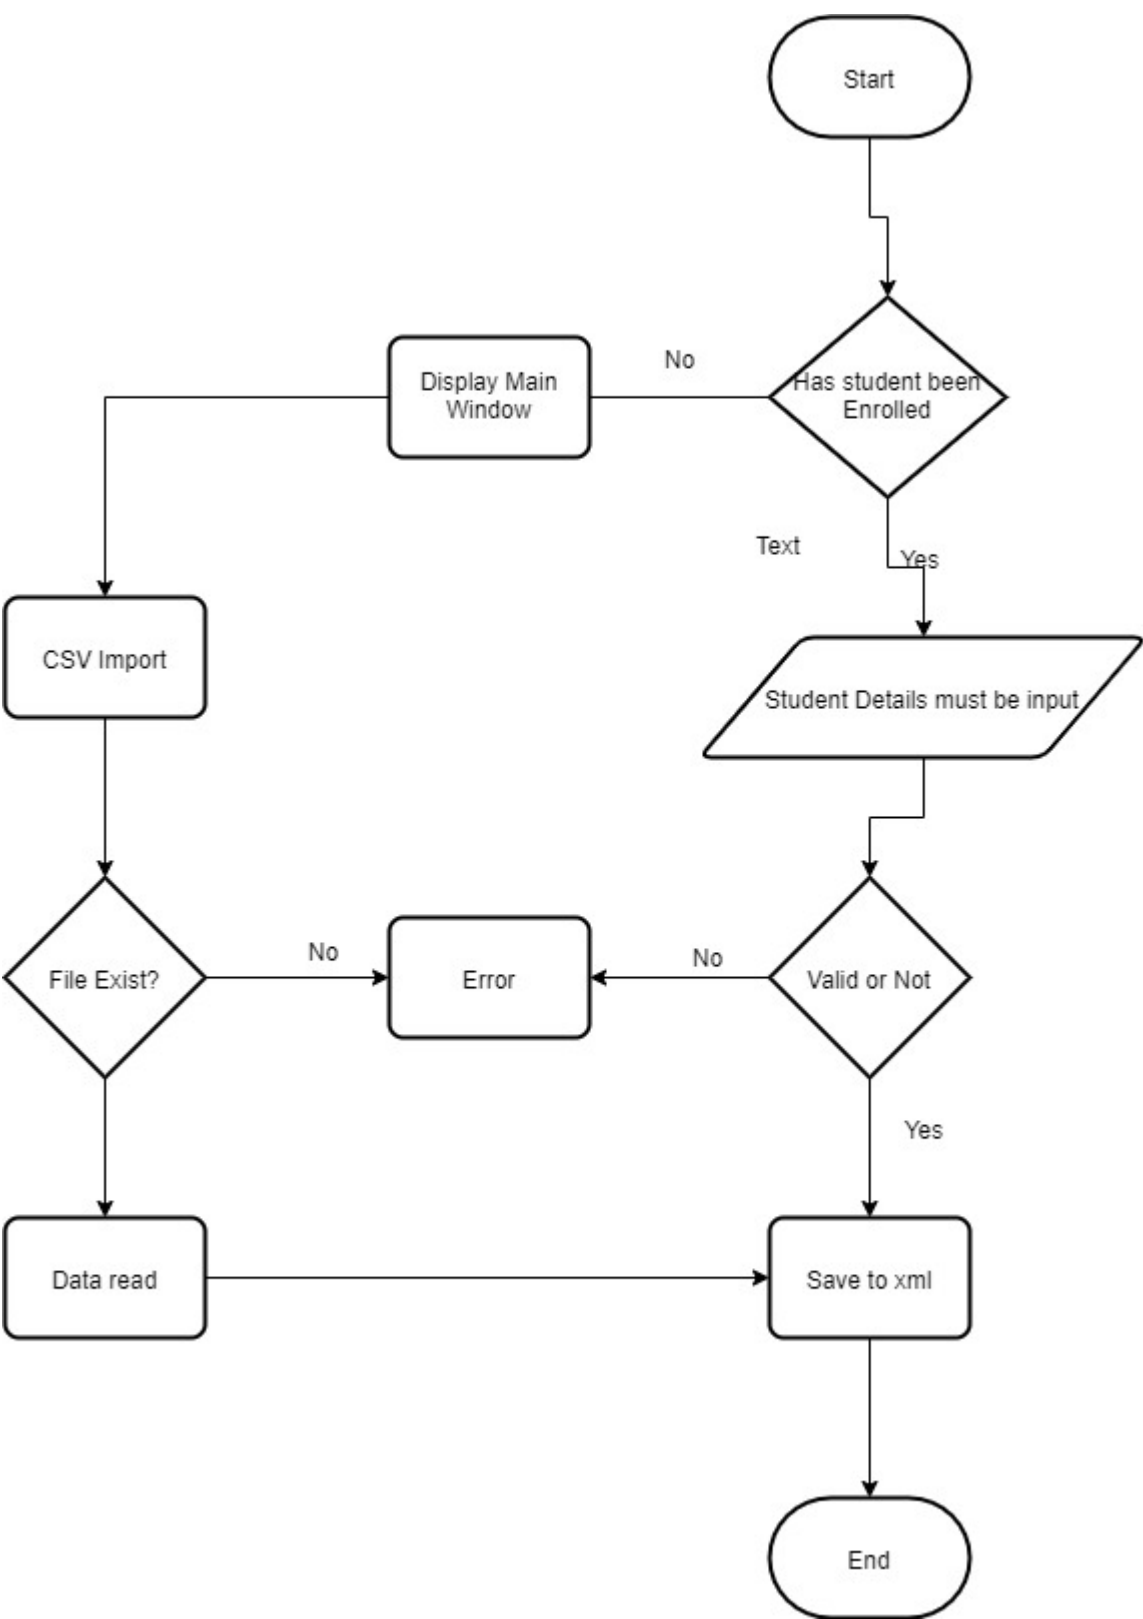 Start
Has student been
Enrolled
No
Display Main
Window
Text
Yes
CSV Import
Student Details must be input
File Exist?
No
Error
No
Valid or Not
Yes
Data read
Save to xml
End